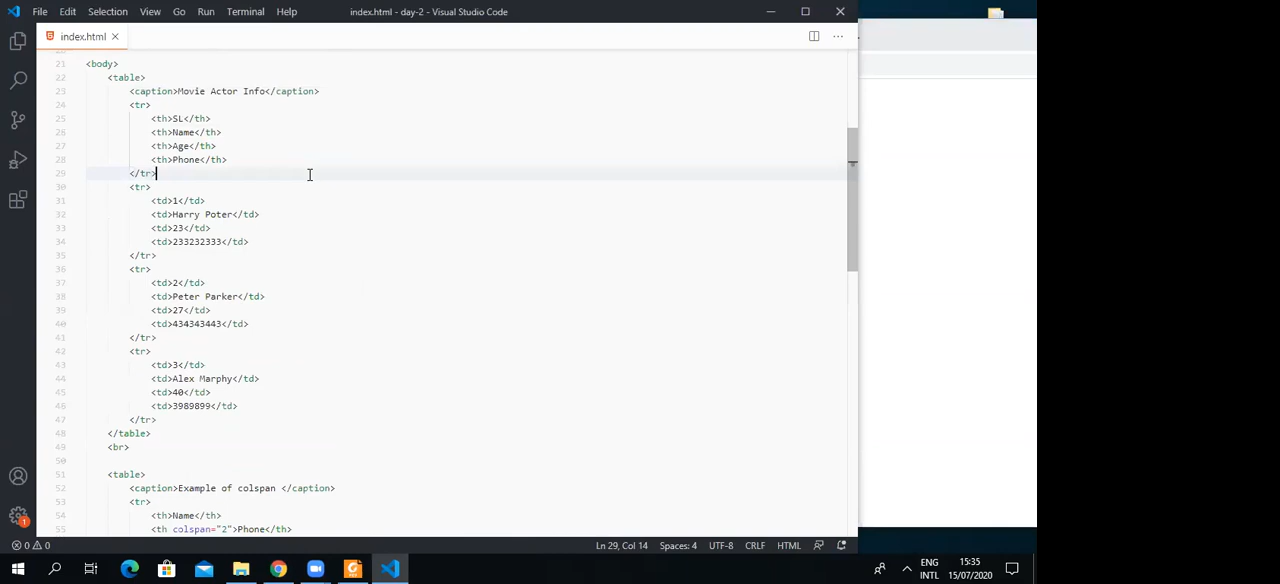 File Edit Selection View Go Run Terminal Help index.html - day-2 - Visual Studio Code
index.html
21 <body>
22 <table>
23 <caption>Movie Actor Info</caption>
24 <tr>
25 <th>SL</th>
26 <th>Name</th>
27 <th>Age</th>
28 <th>Phone</th>
29 </tr>
30 <tr>
31 <td>1</td>
32 <td>Harry Poter</td>
33 <td>23</td>
34 <td>233232333</td>
35 </tr>
36 <tr>
37 <td>2</td>
38 <td>Peter Parker</td>
39 <td>27</td>
40 <td>434343443</td>
41 </tr>
42 <tr>
43 <td>3</td>
44 <td>Alex Marphy</td>
45 <td>40</td>
46 <td>3989899</td>
47 </tr>
48 </table>
49 <br>
50
51 <table>
52 <caption>Example of colspan </caption>
53 <tr>
54 <th>Name</th>
55 <th colspan="2">Phone</th>
1
0 0 Ln 29, Col 14 Spaces: 4 UTF-8 CRLF HTML
ENG 15:35
INTL 15/07/2020